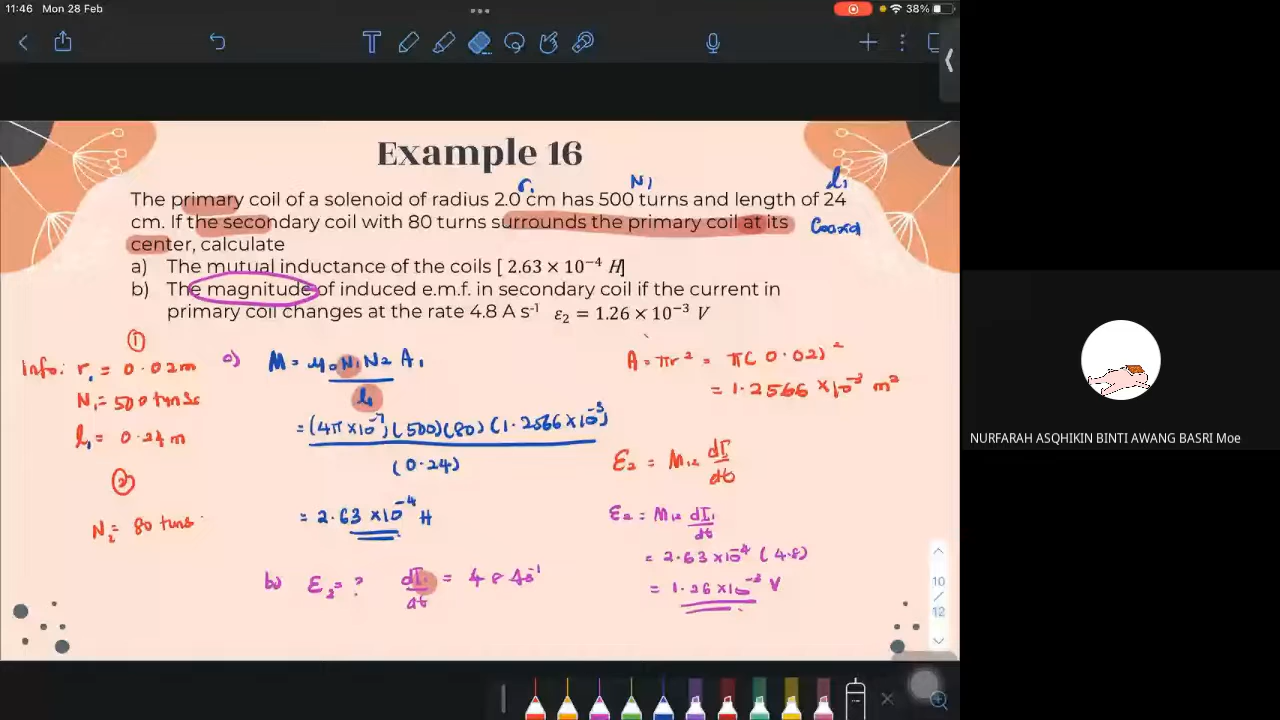 11:46 Mon 28 Feb
38%
Example 16
r1 N1 l1
The primary coil of a solenoid of radius 2.0 cm has 500 turns and length of 24
cm. If the secondary coil with 80 turns surrounds the primary coil at its
center, calculate
a) The mutual inductance of the coils [ 2.63 × 10⁻⁴ H]
b) The magnitude of induced e.m.f. in secondary coil if the current in
primary coil changes at the rate 4.8 A s⁻¹ ε₂ = 1.26 × 10⁻³ V
①
Info: r₁ = 0.02m
N₁ = 500 turns
l₁ = 0.24m
②
N₂ = 80 turns
a) M = μ₀N₁N₂A₁
l₁
= (4π×10⁻⁷)(500)(80)(1.2566×10⁻³)
(0.24)
= 2.63 ×10⁻⁴ H
b) ε₂ = ? dI₁ = 4.8 As⁻¹
dt
A = πr² = π(0.02)²
= 1.2566 ×10⁻³ m²
ε₂ = M₁₂ dI
dt
ε₂ = M₁₂ dI₁
dt
= 2.63 ×10⁻⁴ (4.8)
= 1.26 ×10⁻³ V
10
/
12
NURFARAH ASQHIKIN BINTI AWANG BASRI Moe